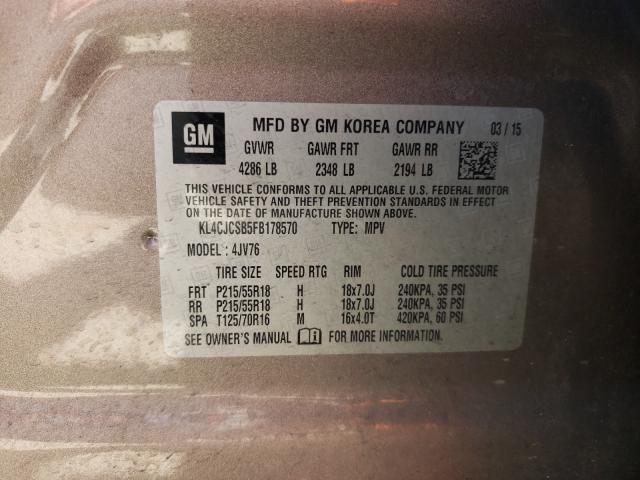 GM MFD BY GM KOREA COMPANY 03/15
GVWR GAWR FRT GAWR RR
4286 LB 2348 LB 2194 LB
THIS VEHICLE CONFORMS TO ALL APPLICABLE U.S. FEDERAL MOTOR
VEHICLE SAFETY AND THEFT PREVENTION STANDARDS IN EFFECT
ON THE DATE OF MANUFACTURE SHOWN ABOVE.
KL4CJCSB5FB178570 TYPE: MPV
MODEL: 4JV76
TIRE SIZE SPEED RTG RIM COLD TIRE PRESSURE
FRT P215/55R18 H 18x7.0J 240KPA, 35 PSI
RR P215/55R18 H 18x7.0J 240KPA, 35 PSI
SPA T125/70R16 M 16x4.0T 420KPA, 60 PSI
SEE OWNER'S MANUAL FOR MORE INFORMATION.